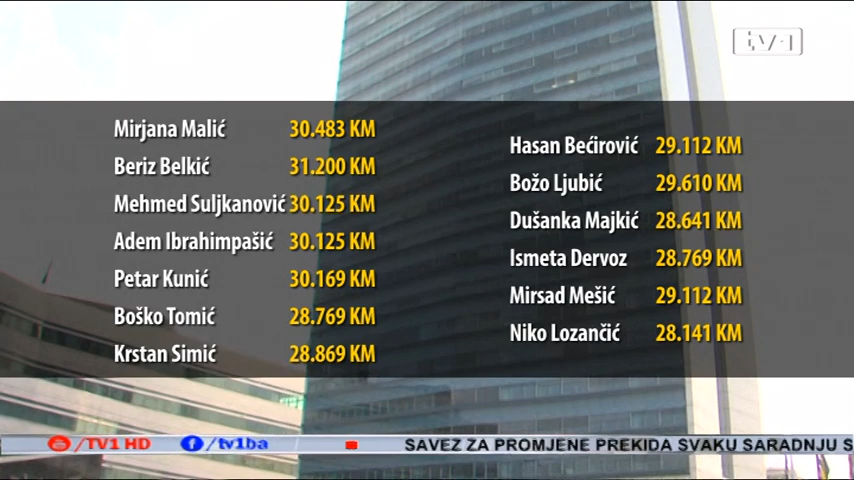 tv1
Mirjana Malić 30.483 KM
Beriz Belkić 31.200 KM
Mehmed Suljkanović 30.125 KM
Adem Ibrahimpašić 30.125 KM
Petar Kunić 30.169 KM
Boško Tomić 28.769 KM
Krstan Simić 28.869 KM
Hasan Bećirović 29.112 KM
Božo Ljubić 29.610 KM
Dušanka Majkić 28.641 KM
Ismeta Dervoz 28.769 KM
Mirsad Mešić 29.112 KM
Niko Lozančić 28.141 KM
/TV1 HD f/tv1ba SAVEZ ZA PROMJENE PREKIDA SVAKU SARADNJU S